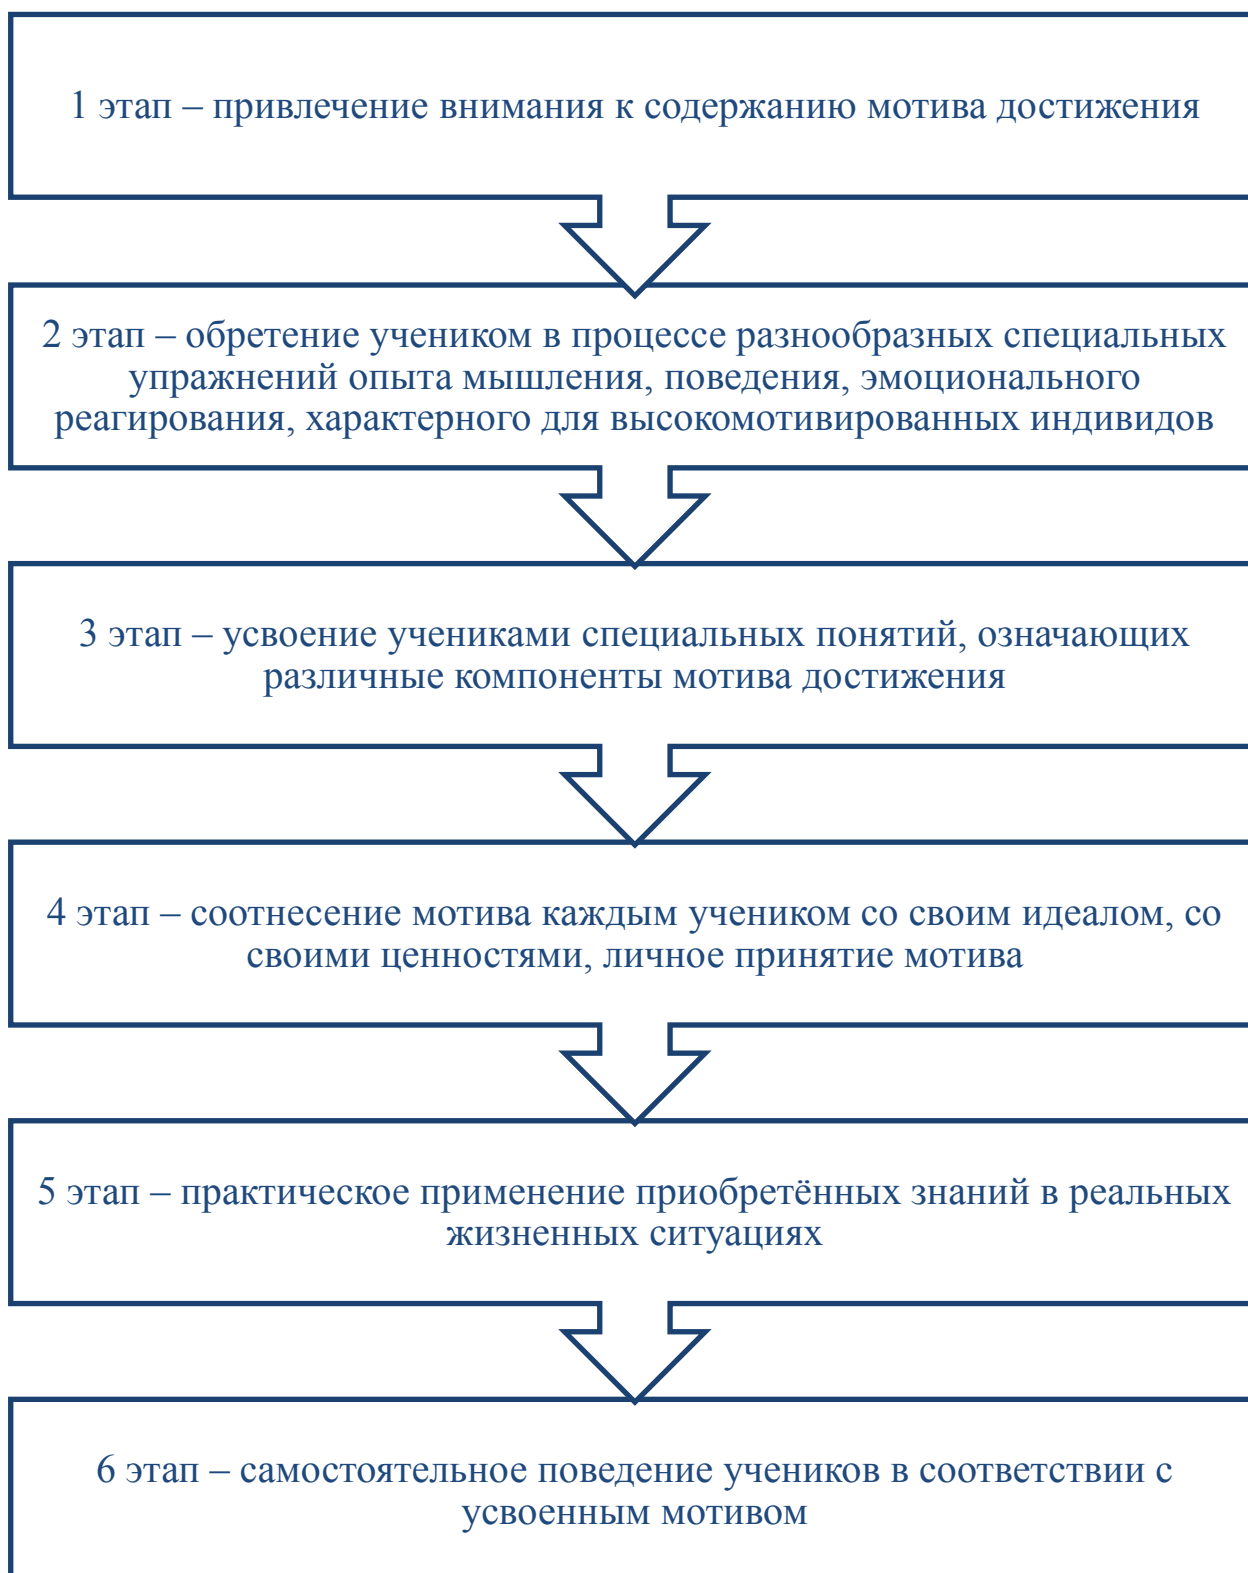 1 этап – привлечение внимания к содержанию мотива достижения
2 этап – обретение учеником в процессе разнообразных специальных
упражнений опыта мышления, поведения, эмоционального
реагирования, характерного для высокомотивированных индивидов
3 этап – усвоение учениками специальных понятий, означающих
различные компоненты мотива достижения
4 этап – соотнесение мотива каждым учеником со своим идеалом, со
своими ценностями, личное принятие мотива
5 этап – практическое применение приобретённых знаний в реальных
жизненных ситуациях
6 этап – самостоятельное поведение учеников в соответствии с
усвоенным мотивом